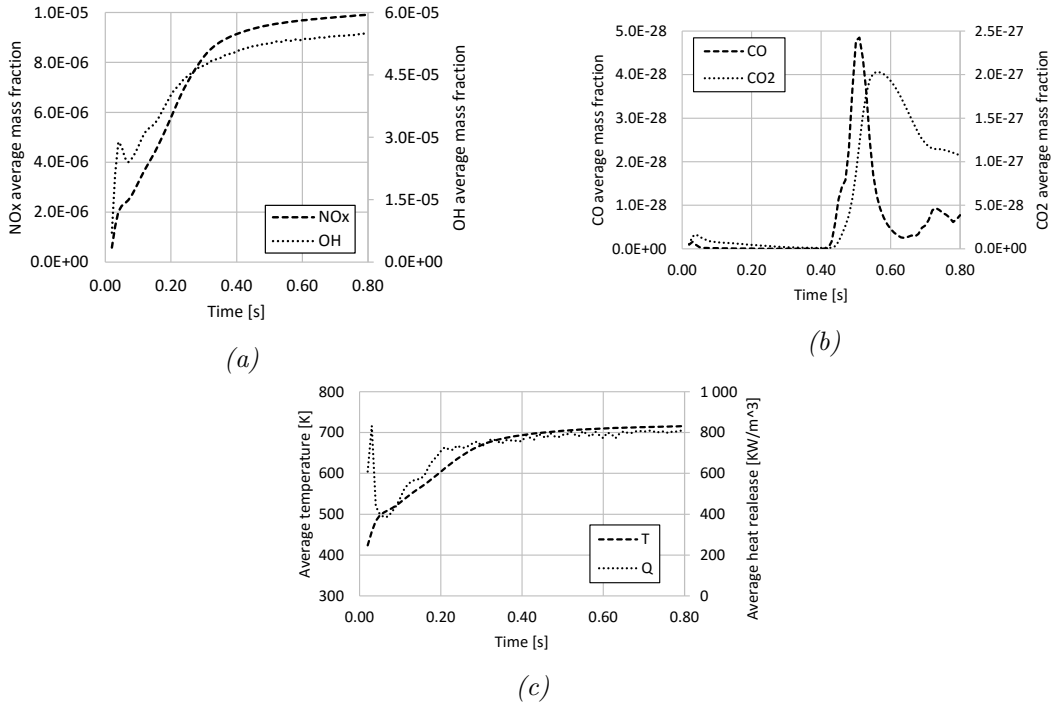 NOx average mass fraction
1.0E-05
8.0E-06
6.0E-06
4.0E-06
2.0E-06
0.0E+00
6.0E-05
4.5E-05
3.0E-05
1.5E-05
0.0E+00
OH average mass fraction
NOx
OH
0.00 0.20 0.40 0.60 0.80
Time [s]
(a)
CO average mass fraction
5.0E-28
4.0E-28
3.0E-28
2.0E-28
1.0E-28
0.0E+00
2.5E-27
2.0E-27
1.5E-27
1.0E-27
5.0E-28
0.0E+00
CO2 average mass fraction
CO
CO2
0.00 0.20 0.40 0.60 0.80
Time [s]
(b)
Average temperature [K]
800
700
600
500
400
300
1 000
800
600
400
200
0
Average heat realease [KW/m^3]
T
Q
0.00 0.20 0.40 0.60 0.80
Time [s]
(c)